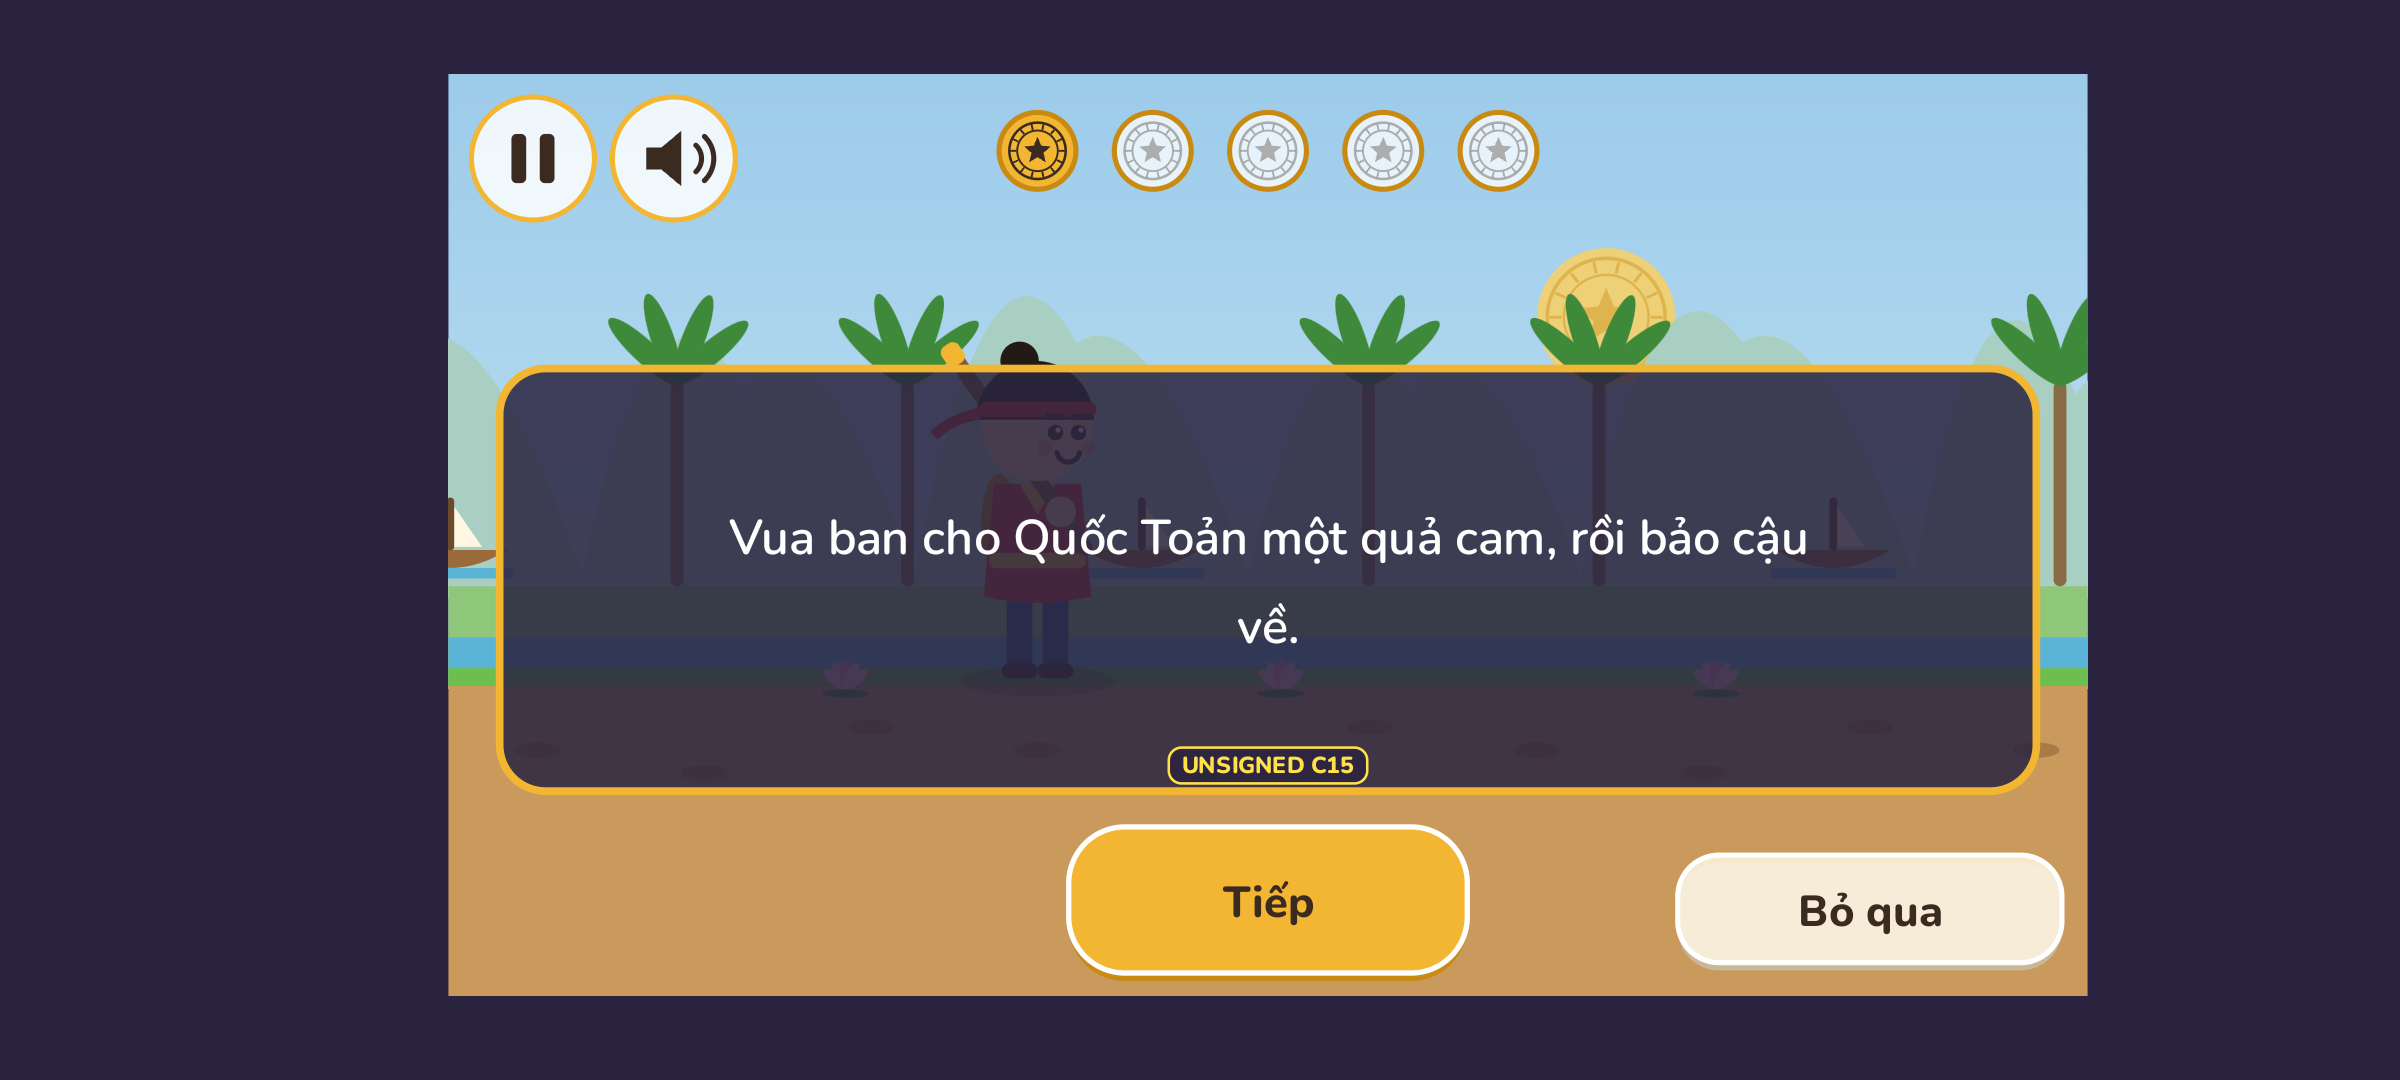 Vua ban cho Quốc Toản một quả cam, rồi bảo cậu
về.
UNSIGNED C15
Tiếp
Bỏ qua